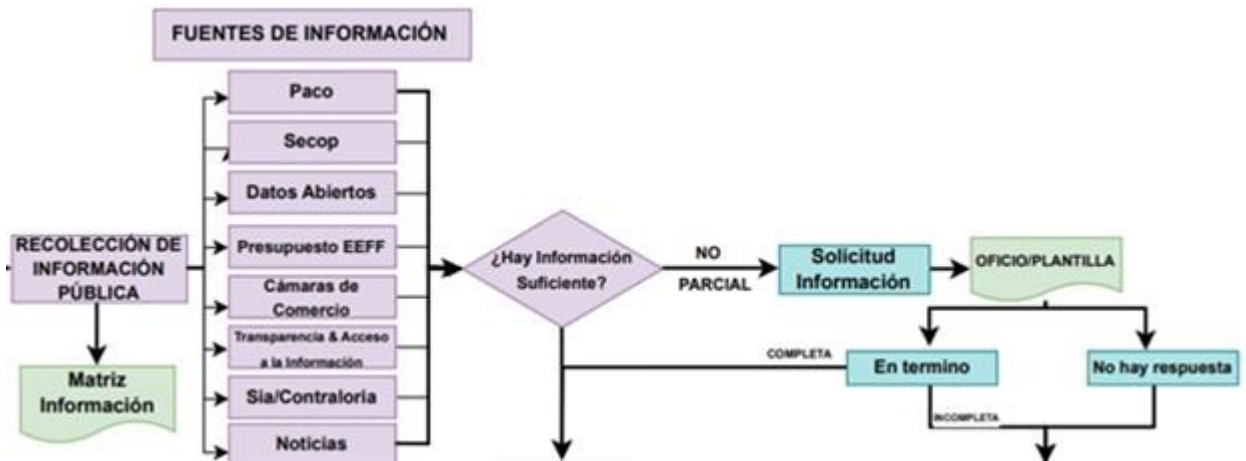 FUENTES DE INFORMACIÓN
Paco
Secop
Datos Abiertos
Presupuesto EEFF
Cámaras de
Comercio
Transparencia & Acceso
a la Información
Sia/Contraloria
Noticias
RECOLECCIÓN DE
INFORMACIÓN
PÚBLICA
Matriz
Información
¿Hay Información
Suficiente?
NO
PARCIAL
Solicitud
Información
OFICIO/PLANTILLA
COMPLETA
En termino
No hay respuesta
INCOMPLETA